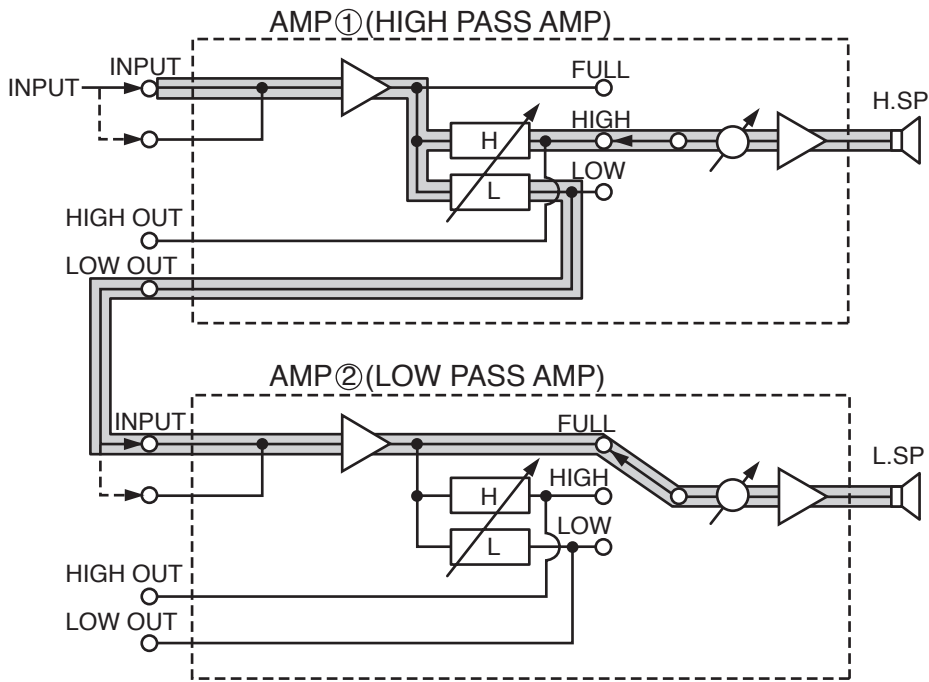 AMP①(HIGH PASS AMP)
INPUT
INPUT
FULL
H.SP
HIGH
H
LOW
L
HIGH OUT
LOW OUT
AMP②(LOW PASS AMP)
INPUT
FULL
L.SP
HIGH
H
LOW
L
HIGH OUT
LOW OUT